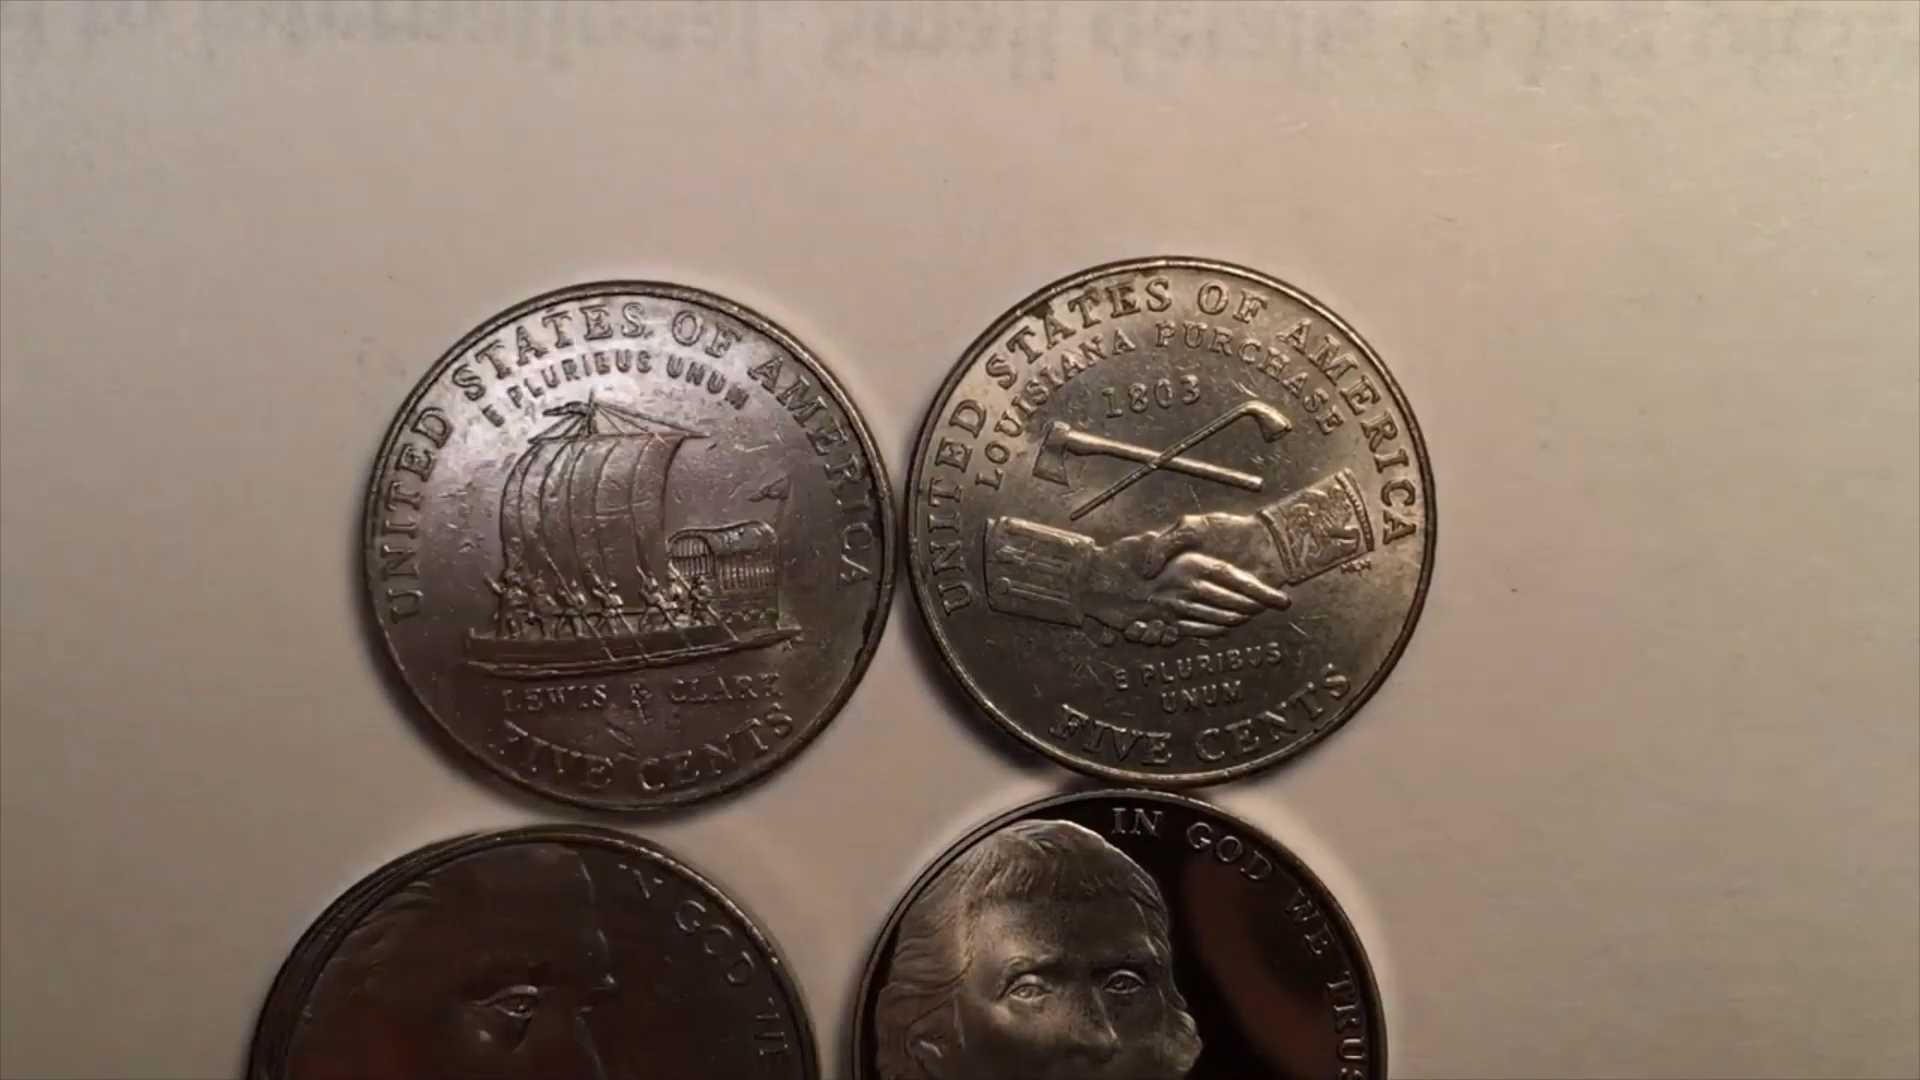 UNITED STATES OF AMERICA
E PLURIBUS UNUM
LEWIS & CLARK
FIVE CENTS
UNITED STATES OF AMERICA
LOUISIANA PURCHASE
1803
E PLURIBUS
UNUM
FIVE CENTS
IN GOD WE
IN GOD WE TRUS